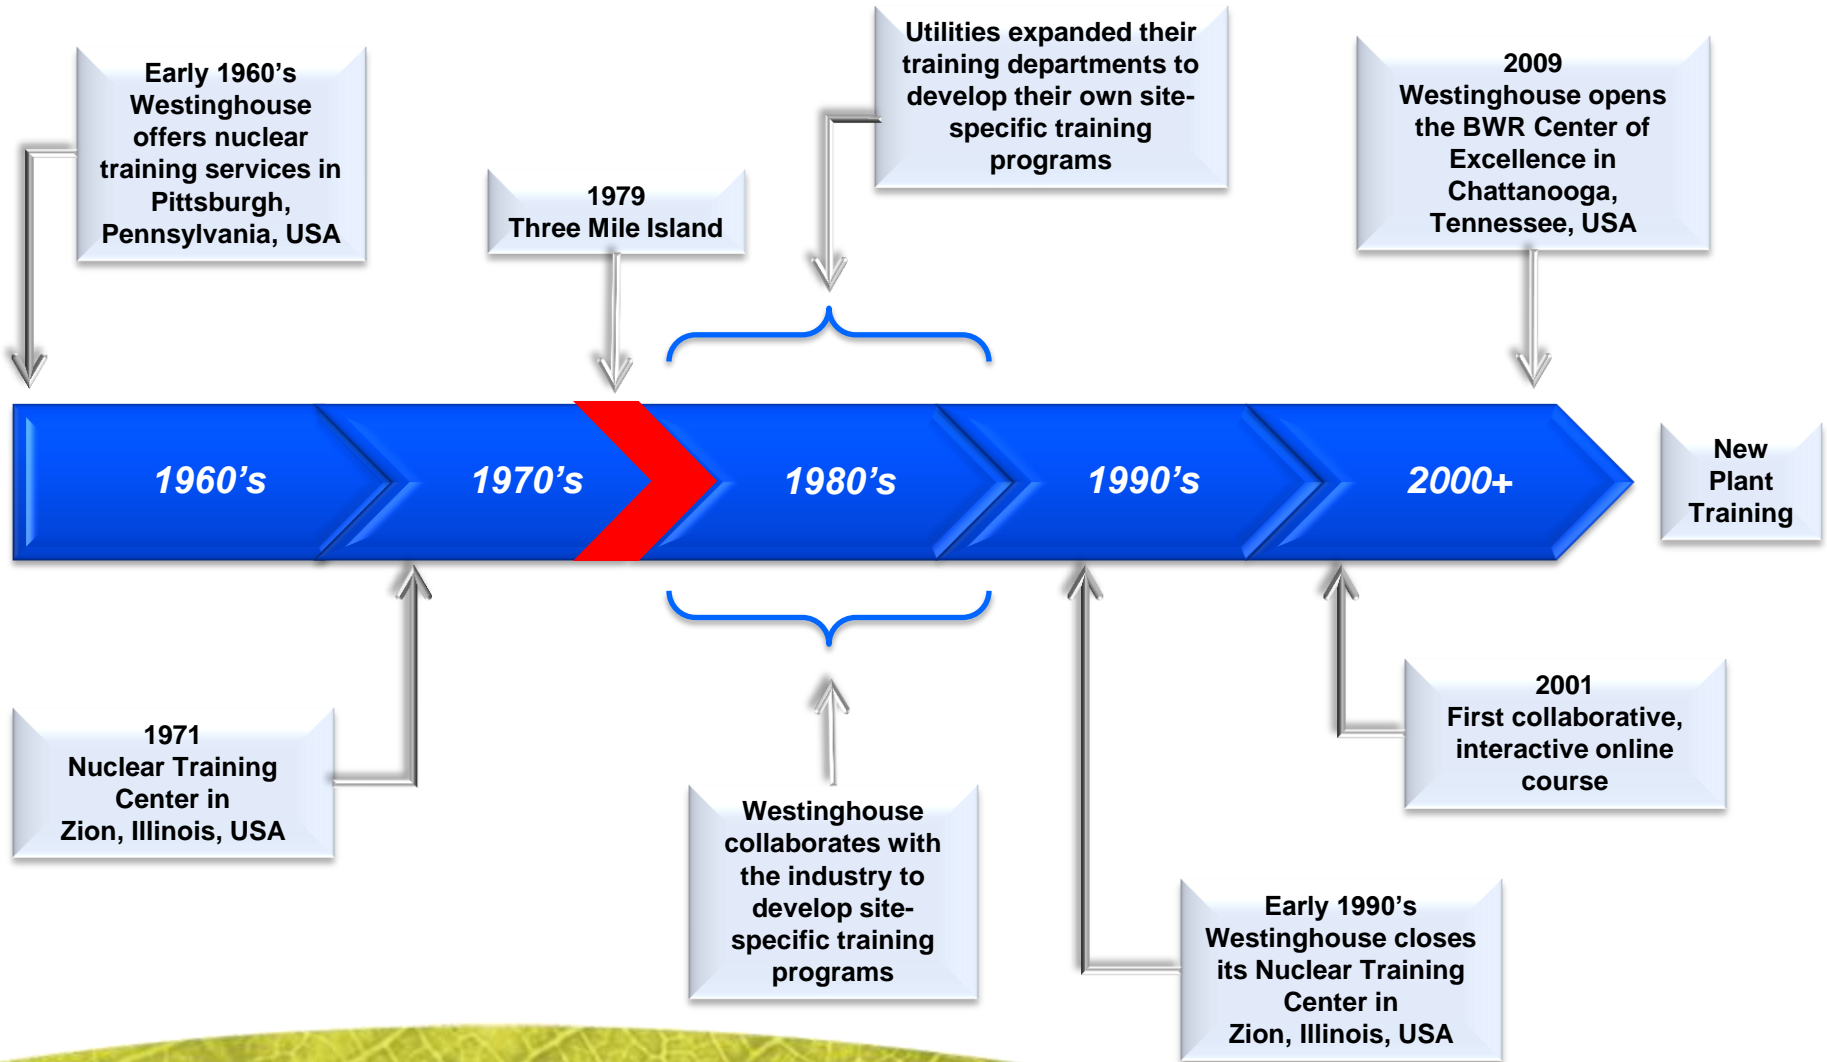 Early 1960’s
Westinghouse
offers nuclear
training services in
Pittsburgh,
Pennsylvania, USA
1979
Three Mile Island
Utilities expanded their
training departments to
develop their own site-
specific training
programs
2009
Westinghouse opens
the BWR Center of
Excellence in
Chattanooga,
Tennessee, USA
1960’s
1970’s
1980’s
1990’s
2000+
New
Plant
Training
1971
Nuclear Training
Center in
Zion, Illinois, USA
Westinghouse
collaborates with
the industry to
develop site-
specific training
programs
Early 1990’s
Westinghouse closes
its Nuclear Training
Center in
Zion, Illinois, USA
2001
First collaborative,
interactive online
course